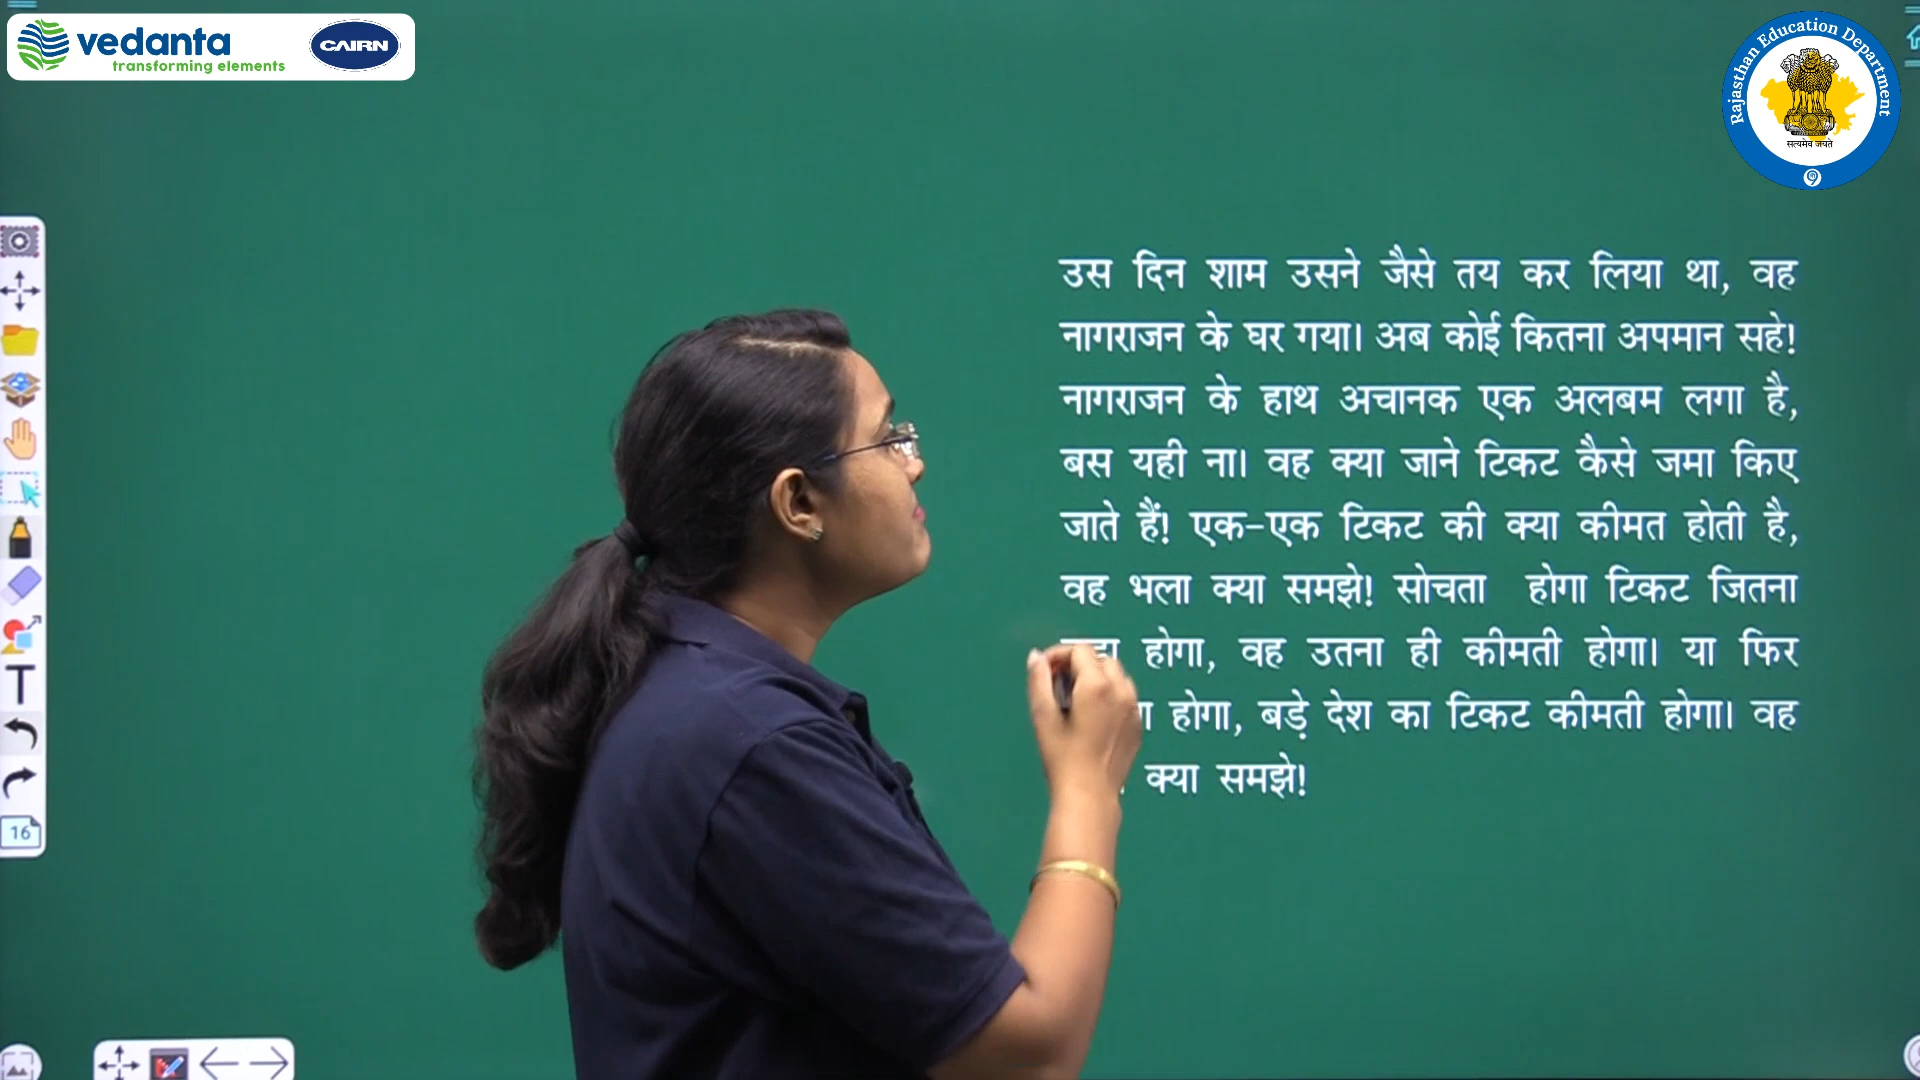 vedanta
transforming elements
CAIRN
Rajasthan Education Department
सत्यमेव जयते
उस दिन शाम उसने जैसे तय कर लिया था, वह
नागराजन के घर गया। अब कोई कितना अपमान सहे!
नागराजन के हाथ अचानक एक अलबम लगा है,
बस यही ना। वह क्या जाने टिकट कैसे जमा किए
जाते हैं! एक-एक टिकट की क्या कीमत होती है,
वह भला क्या समझे! सोचता होगा टिकट जितना
होगा, वह उतना ही कीमती होगा। या फिर
होगा, बड़े देश का टिकट कीमती होगा। वह
क्या समझे!
T
16